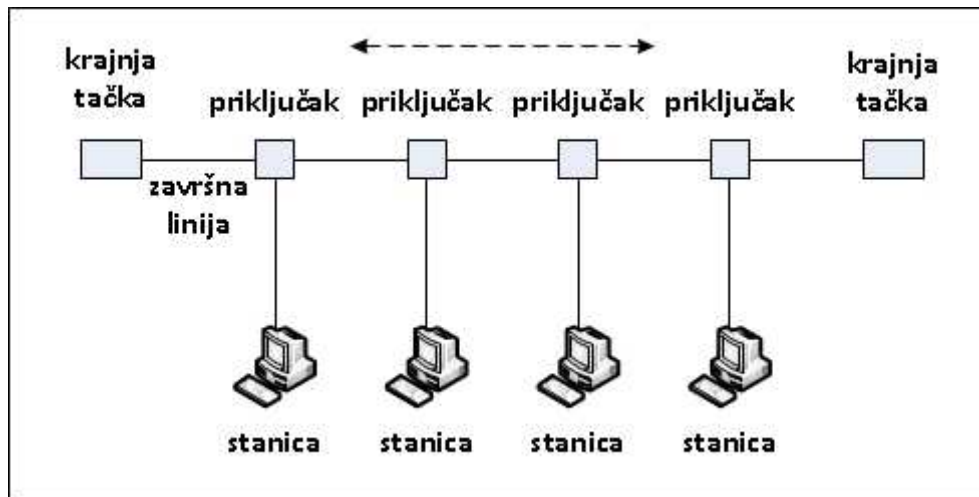 krajnja
tačka
priključak
priključak
priključak
priključak
krajnja
tačka
završna
linija
stanica
stanica
stanica
stanica